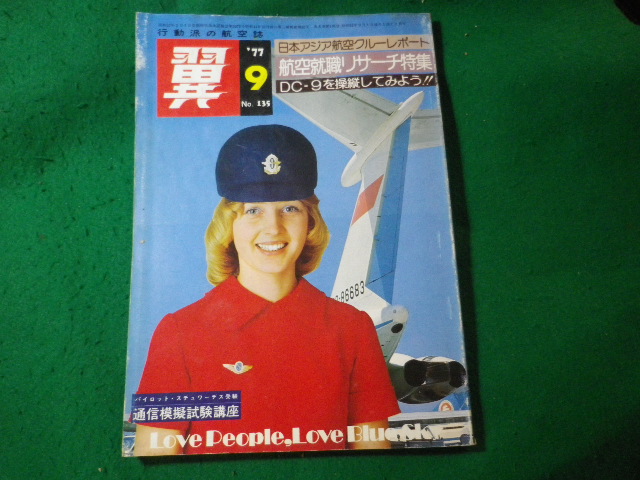 行動派の航空誌
翼
'77
9
No. 135
日本アジア航空クルーレポート
航空就職リサーチ特集
DC-9を操縦してみよう!!
86683
パイロット・スチュワーデス受験
通信模擬試験講座
Love People, Love Blue Sky